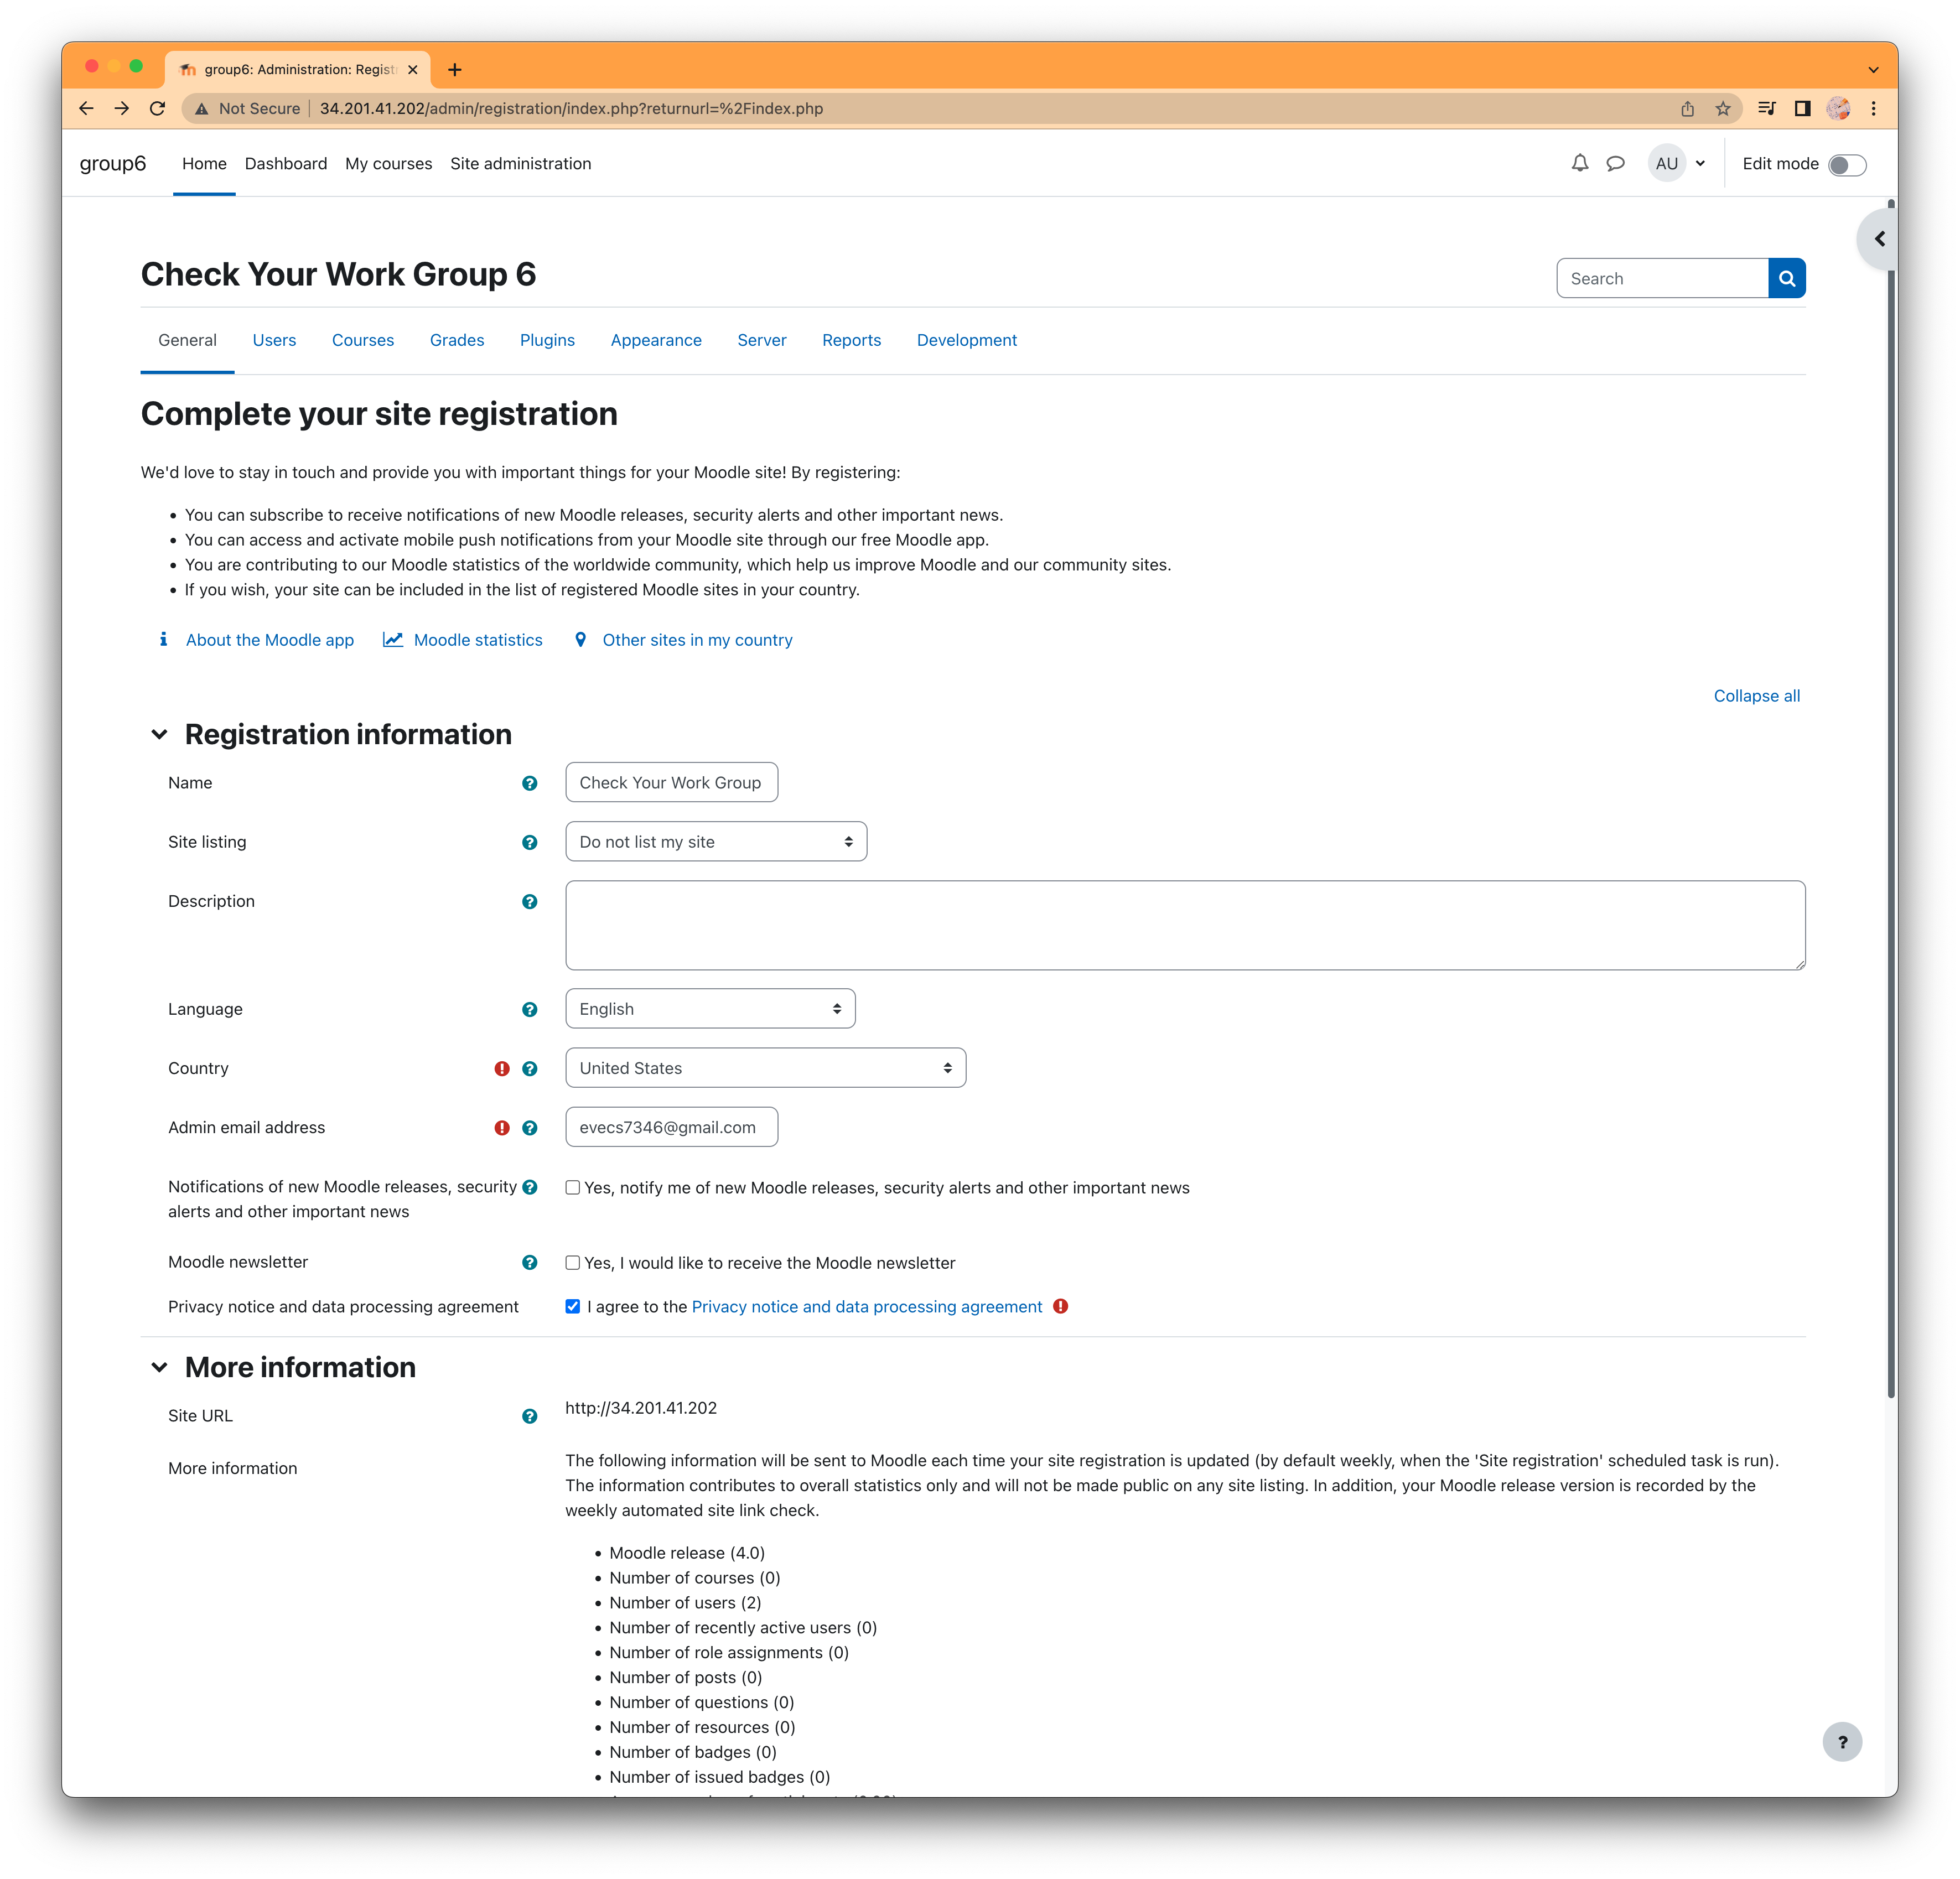 group6: Administration: Regist
Not Secure 34.201.41.202/admin/registration/index.php?returnurl=%2Findex.php
group6 Home Dashboard My courses Site administration AU Edit mode
Check Your Work Group 6
Search
General Users Courses Grades Plugins Appearance Server Reports Development
Complete your site registration
We'd love to stay in touch and provide you with important things for your Moodle site! By registering:
• You can subscribe to receive notifications of new Moodle releases, security alerts and other important news.
• You can access and activate mobile push notifications from your Moodle site through our free Moodle app.
• You are contributing to our Moodle statistics of the worldwide community, which help us improve Moodle and our community sites.
• If you wish, your site can be included in the list of registered Moodle sites in your country.
About the Moodle app Moodle statistics Other sites in my country
Collapse all
Registration information
Name Check Your Work Group
Site listing Do not list my site
Description
Language English
Country United States
Admin email address evecs7346@gmail.com
Notifications of new Moodle releases, security Yes, notify me of new Moodle releases, security alerts and other important news
alerts and other important news
Moodle newsletter Yes, I would like to receive the Moodle newsletter
Privacy notice and data processing agreement I agree to the Privacy notice and data processing agreement
More information
Site URL http://34.201.41.202
More information The following information will be sent to Moodle each time your site registration is updated (by default weekly, when the 'Site registration' scheduled task is run).
The information contributes to overall statistics only and will not be made public on any site listing. In addition, your Moodle release version is recorded by the
weekly automated site link check.
• Moodle release (4.0)
• Number of courses (0)
• Number of users (2)
• Number of recently active users (0)
• Number of role assignments (0)
• Number of posts (0)
• Number of questions (0)
• Number of resources (0)
• Number of badges (0)
• Number of issued badges (0)